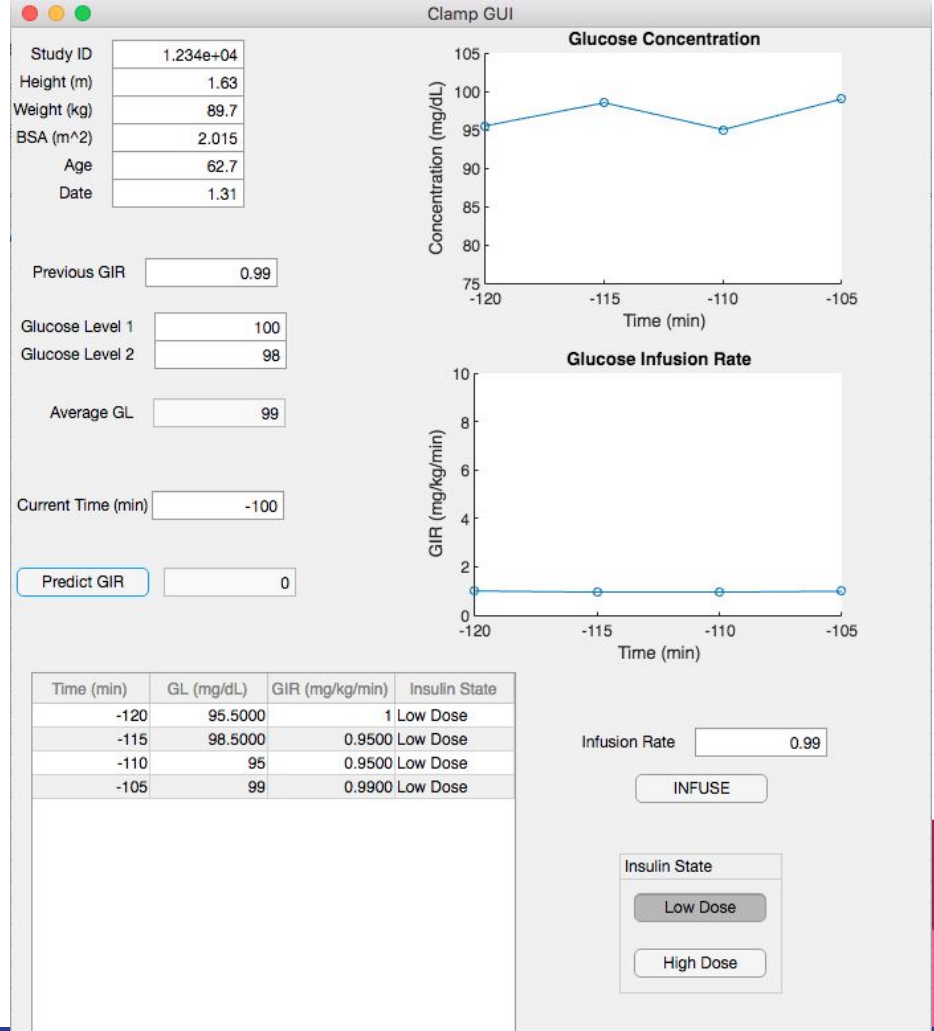 Clamp GUI
Study ID 1.234e+04
Height (m) 1.63
Weight (kg) 89.7
BSA (m^2) 2.015
Age 62.7
Date 1.31
Previous GIR 0.99
Glucose Level 1 100
Glucose Level 2 98
Average GL 99
Current Time (min) -100
Predict GIR 0
Glucose Concentration
Concentration (mg/dL)
105
100
95
90
85
80
75
-120 -115 -110 -105
Time (min)
Glucose Infusion Rate
GIR (mg/kg/min)
10
8
6
4
2
0
-120 -115 -110 -105
Time (min)
Time (min) GL (mg/dL) GIR (mg/kg/min) Insulin State
-120 95.5000 1 Low Dose
-115 98.5000 0.9500 Low Dose
-110 95 0.9500 Low Dose
-105 99 0.9900 Low Dose
Infusion Rate 0.99
INFUSE
Insulin State
Low Dose
High Dose